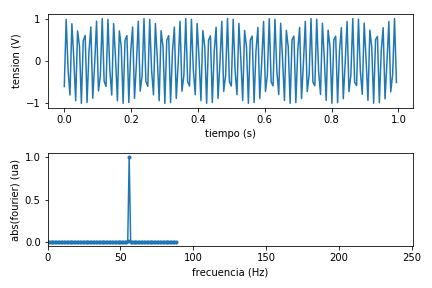 1
0
−1
tension (V)
0.0 0.2 0.4 0.6 0.8 1.0
tiempo (s)
1.0
0.5
0.0
abs(fourier) (ua)
0 50 100 150 200 250
frecuencia (Hz)